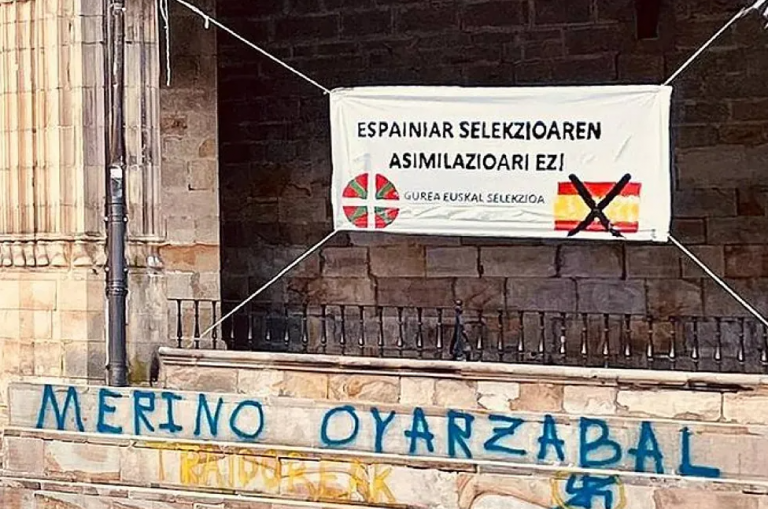 ESPAINIAR SELEKZIOAREN
ASIMILAZIOARI EZ!
GUREA EUSKAL SELEKZIOA
MERINO OYARZABAL
TRAIDOREAK